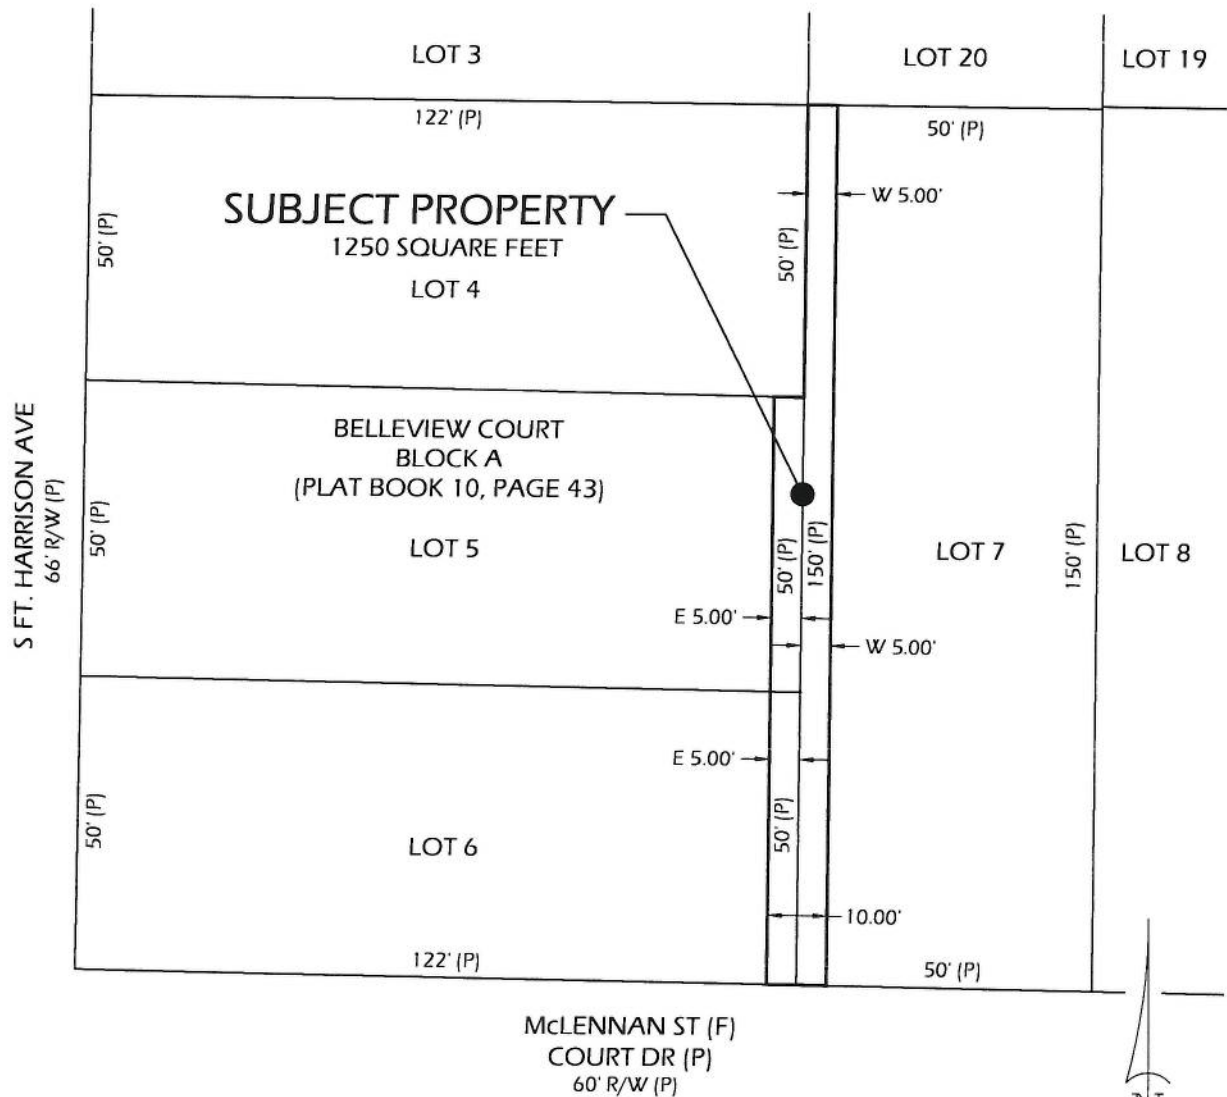 LOT 3
LOT 20
LOT 19
122' (P)
50' (P)
W 5.00'
SUBJECT PROPERTY
1250 SQUARE FEET
50' (P)
50' (P)
LOT 4
S FT. HARRISON AVE
66' R/W (P)
BELLEVIEW COURT
BLOCK A
(PLAT BOOK 10, PAGE 43)
50' (P)
LOT 5
50' (P)
150' (P)
LOT 7
150' (P)
LOT 8
E 5.00'
W 5.00'
E 5.00'
50' (P)
LOT 6
50' (P)
10.00'
122' (P)
50' (P)
McLENNAN ST (F)
COURT DR (P)
60' R/W (P)